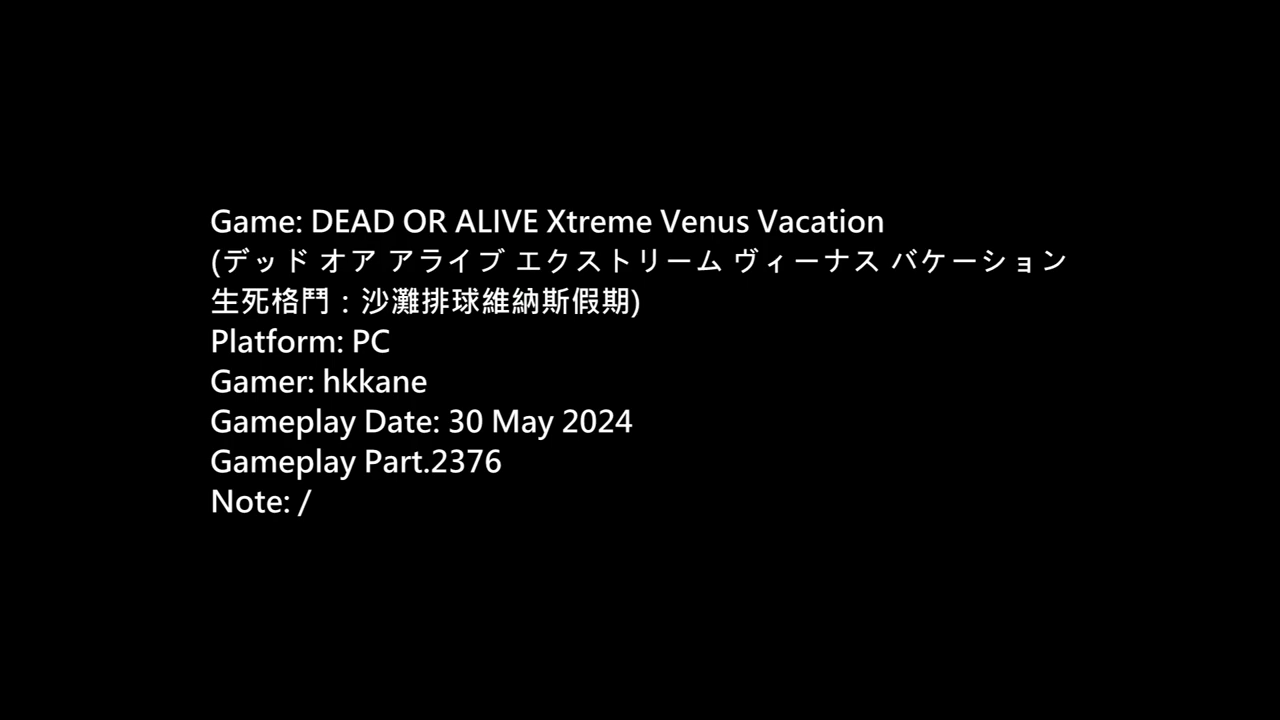 Game: DEAD OR ALIVE Xtreme Venus Vacation
(デッド オア アライブ エクストリーム ヴィーナス バケーション
生死格鬥：沙灘排球維納斯假期)
Platform: PC
Gamer: hkkane
Gameplay Date: 30 May 2024
Gameplay Part.2376
Note: /